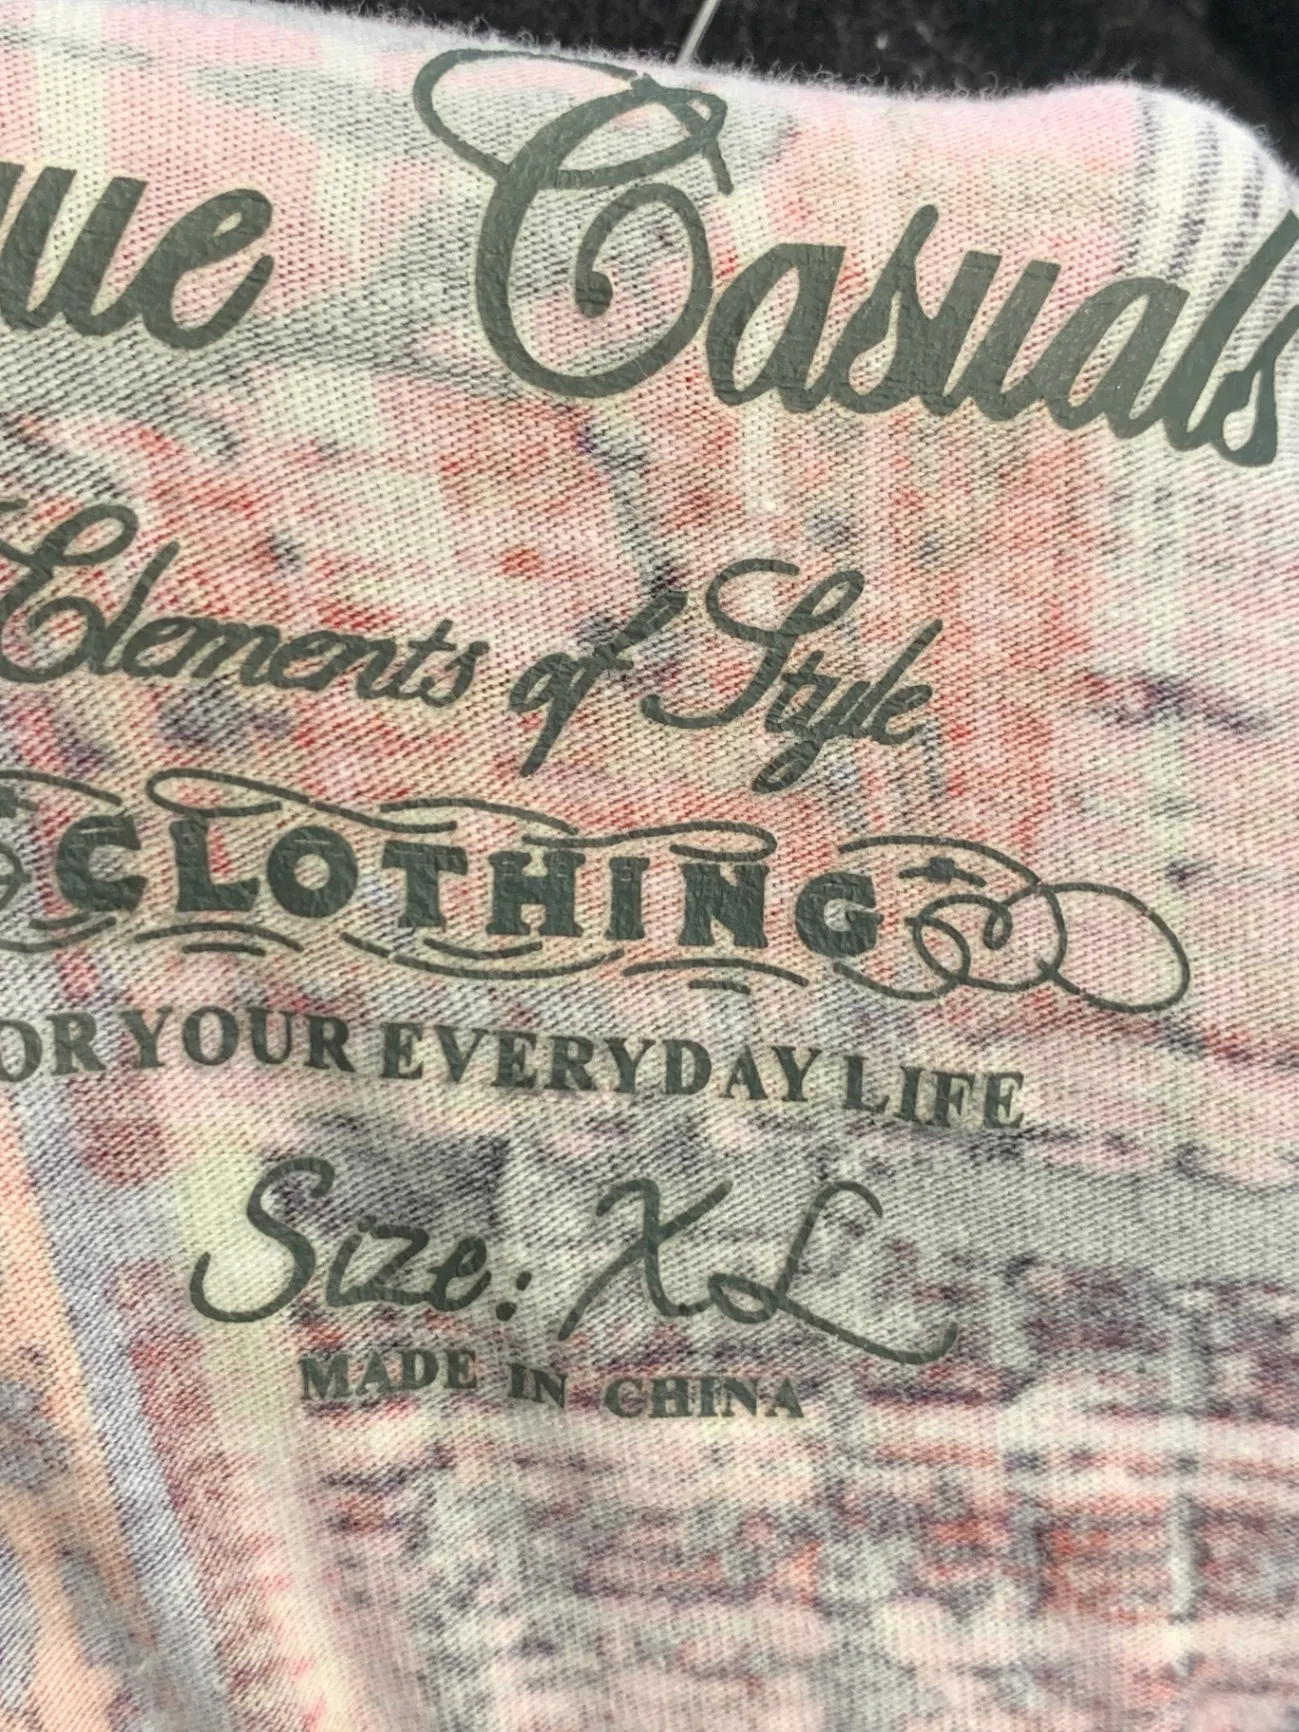 ue Casuals
Elements of Style
CLOTHING
OR YOUR EVERYDAY LIFE
Size: XL
MADE IN CHINA